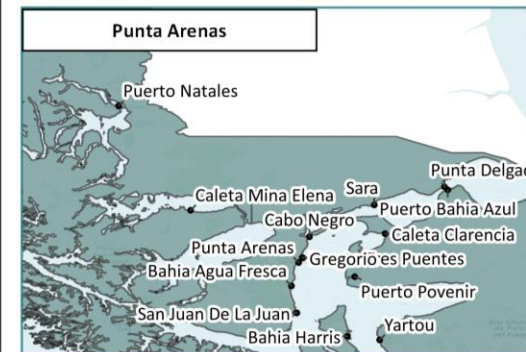 Punta Arenas
Puerto Natales
Punta Delgad
Caleta Mina Elena
Sara
Puerto Bahia Azul
Cabo Negro
Caleta Clarencia
Punta Arenas
Gregorio
es Puentes
Bahia Agua Fresca
Puerto Povenir
San Juan De La Juan
Bahia Harris
Yartou